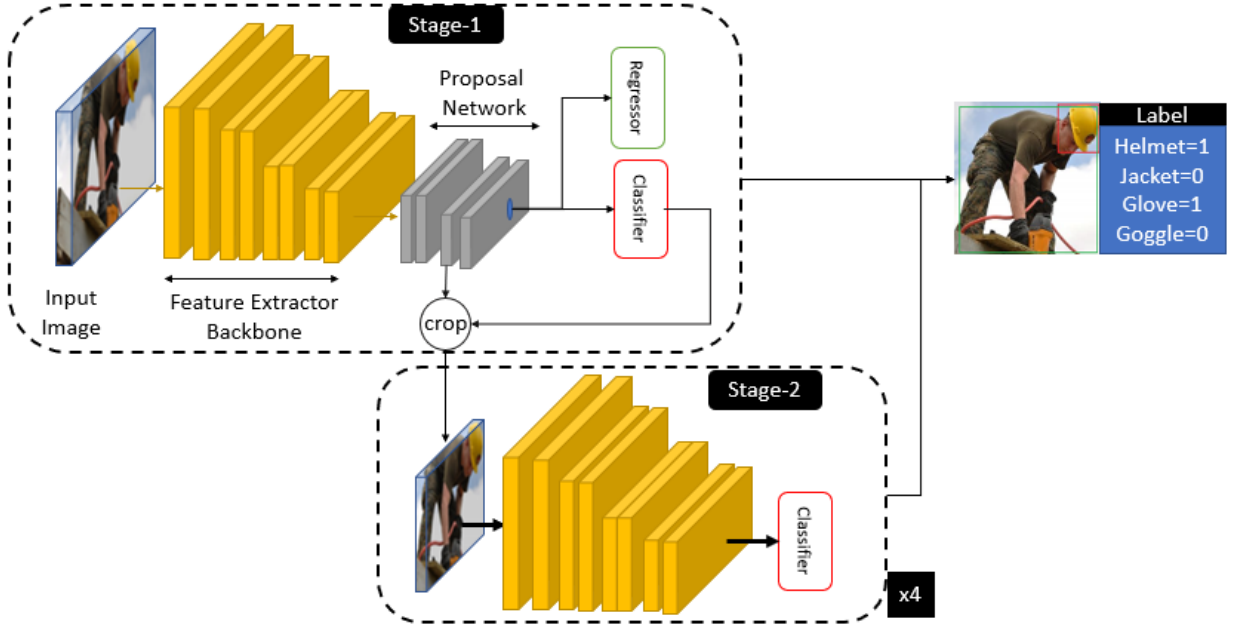 Stage-1
Proposal
Network
Regressor
Classifier
Input
Image
Feature Extractor
Backbone
crop
Label
Helmet=1
Jacket=0
Glove=1
Goggle=0
Stage-2
Classifier
x4